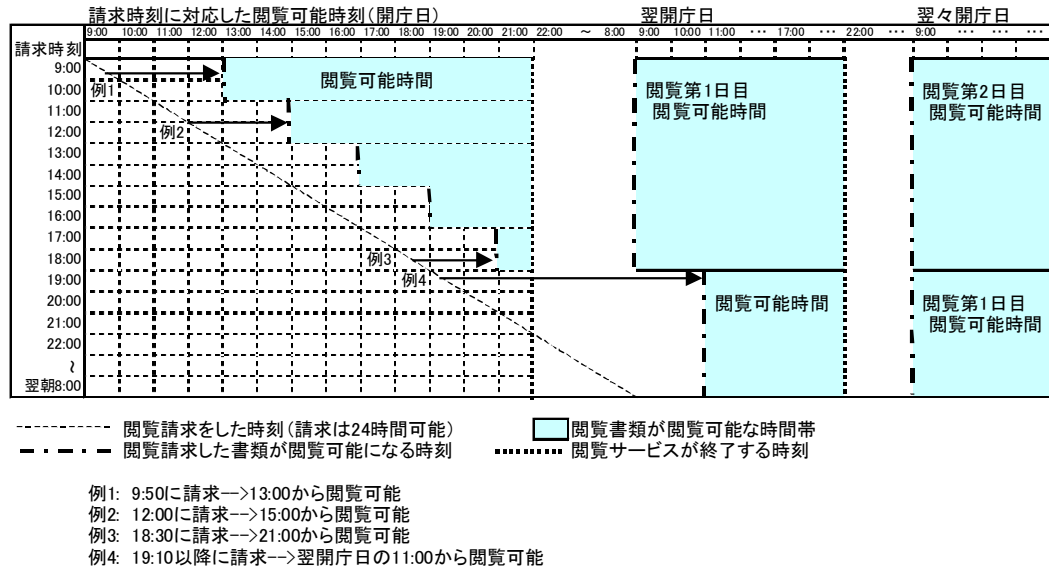 請求時刻に対応した閲覧可能時刻(開庁日) 翌開庁日 翌々開庁日
9:00 10:00 11:00 12:00 13:00 14:00 15:00 16:00 17:00 18:00 19:00 20:00 21:00 22:00 ～ 8:00 9:00 10:00 11:00 ･･･ 17:00 ･･･ 22:00 ･･･ 9:00 ･･･ ･･･ ･･･
請求時刻
9:00
10:00
11:00
12:00
13:00
14:00
15:00
16:00
17:00
18:00
19:00
20:00
21:00
22:00
～
翌朝8:00
例1
例2
例3
例4
閲覧可能時間
閲覧第1日目
閲覧可能時間
閲覧第2日目
閲覧可能時間
閲覧可能時間
閲覧第1日目
閲覧可能時間
閲覧請求をした時刻(請求は24時間可能) 閲覧書類が閲覧可能な時間帯
閲覧請求した書類が閲覧可能になる時刻 閲覧サービスが終了する時刻
例1: 9:50に請求-->13:00から閲覧可能
例2: 12:00に請求-->15:00から閲覧可能
例3: 18:30に請求-->21:00から閲覧可能
例4: 19:10以降に請求-->翌開庁日の11:00から閲覧可能